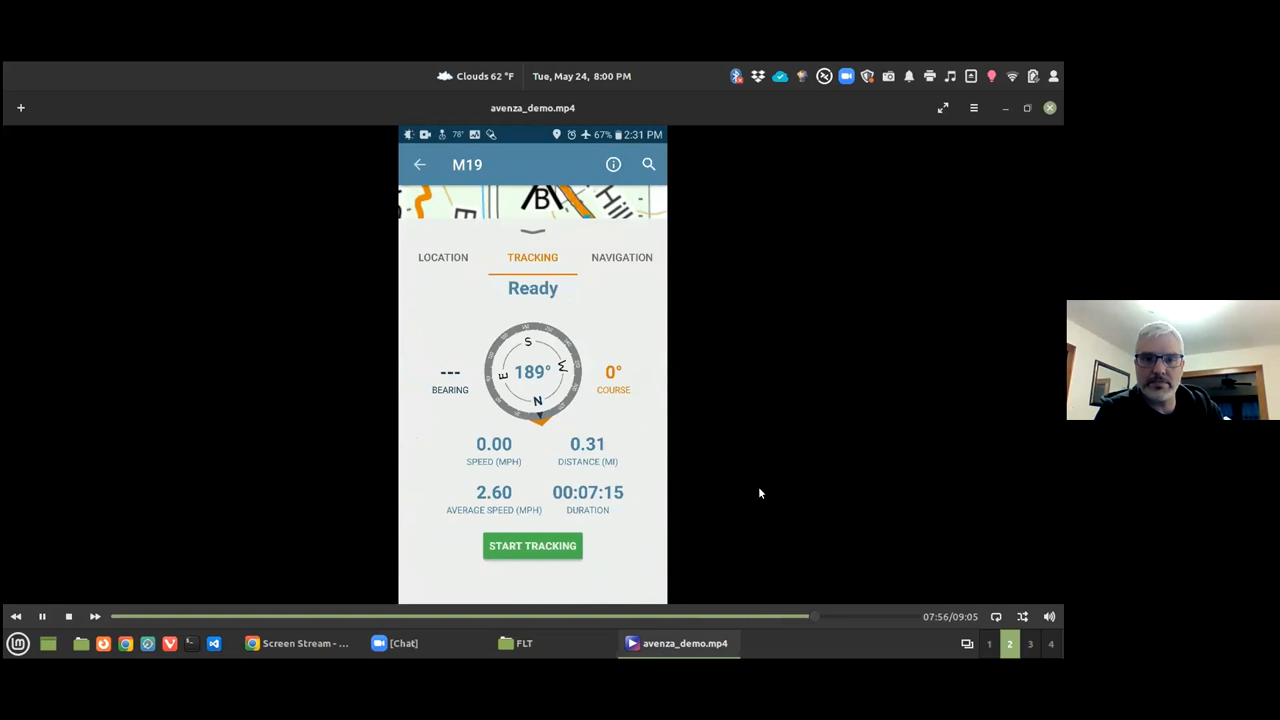 Clouds 62 °F
Tue, May 24, 8:00 PM
avenza_demo.mp4
78°
67%
2:31 PM
M19
B
Hill
LOCATION
TRACKING
NAVIGATION
Ready
S
E
189°
W
N
---
BEARING
0°
COURSE
0.00
0.31
SPEED (MPH)
DISTANCE (MI)
2.60
00:07:15
AVERAGE SPEED (MPH)
DURATION
START TRACKING
07:56/09:05
Screen Stream - ...
[Chat]
FLT
avenza_demo.mp4
1
2
3
4